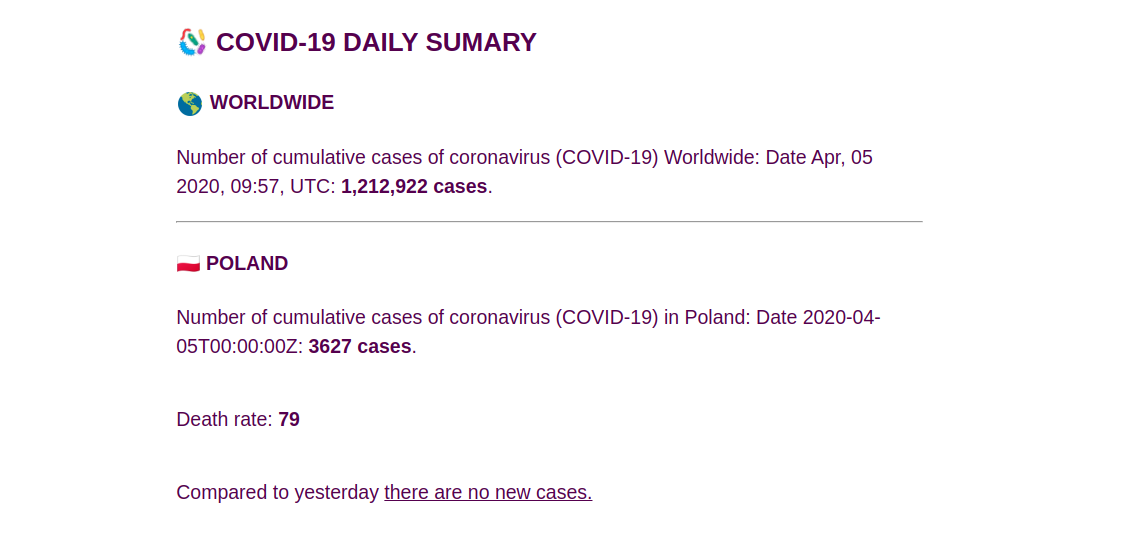 COVID-19 DAILY SUMARY
WORLDWIDE
Number of cumulative cases of coronavirus (COVID-19) Worldwide: Date Apr, 05
2020, 09:57, UTC: 1,212,922 cases.
POLAND
Number of cumulative cases of coronavirus (COVID-19) in Poland: Date 2020-04-
05T00:00:00Z: 3627 cases.
Death rate: 79
Compared to yesterday there are no new cases.